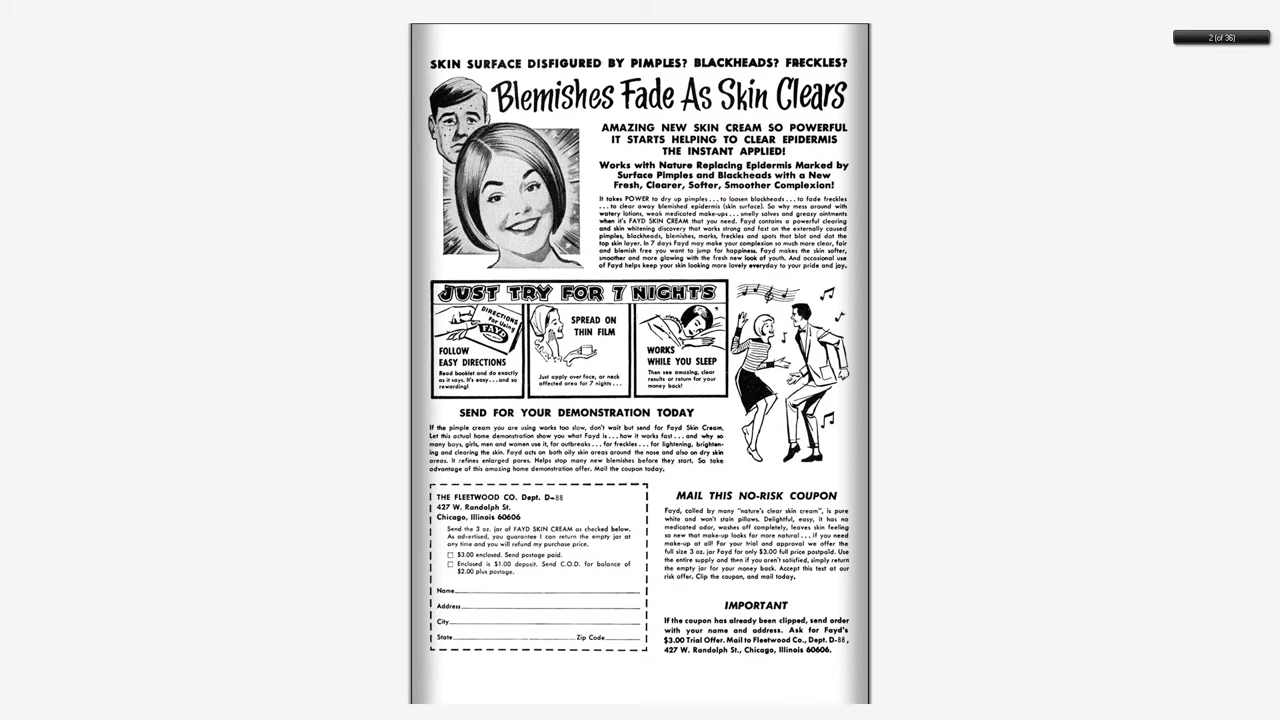 2 (of 36)
SKIN SURFACE DISFIGURED BY PIMPLES? BLACKHEADS? FRECKLES?
Blemishes Fade As Skin Clears
AMAZING NEW SKIN CREAM SO POWERFUL
IT STARTS HELPING TO CLEAR EPIDERMIS
THE INSTANT APPLIED!
Works with Nature Replacing Epidermis Marked by
Surface Pimples and Blackheads with a New
Fresh, Clearer, Softer, Smoother Complexion!
It takes POWER to dry up pimples...to loosen blackheads...to fade freckles
...to clear away blemished epidermis (skin surface). So why mess around with
watery lotions, weak medicated make-ups...smelly salves and greasy ointments
when it's FAYD SKIN CREAM that you need. Fayd contains a powerful clearing
and skin whitening discovery that works strong and fast on the externally caused
pimples, blackheads, blemishes, marks, freckles and spots that blot and dot the
top skin layer. In 7 days Fayd may make your complexion so much more clear, fair
and blemish free you want to jump for happiness. Fayd makes the skin softer,
smoother and more glowing with the fresh new look of youth. And occasional use
of Fayd helps keep your skin looking more lovely everyday to your pride and joy.
JUST TRY FOR 7 NIGHTS
DIRECTIONS
For Using
FAYD
FOLLOW
EASY DIRECTIONS
Read booklet and do exactly
as it says. It's easy...and so
rewarding!
SPREAD ON
THIN FILM
Just apply over face, or neck
affected area for 7 nights...
WORKS
WHILE YOU SLEEP
Then see amazing, clear
results or return for your
money back!
SEND FOR YOUR DEMONSTRATION TODAY
If the pimple cream you are using works too slow, don't wait but send for Fayd Skin Cream,
Let this actual home demonstration show you what Fayd is...how it works fast...and why so
many boys, girls, men and women use it, for outbreaks...for freckles...for lightening, brighten-
ing and clearing the skin. Fayd acts on both oily skin areas around the nose and also on dry skin
areas. It refines enlarged pores. Helps stop many new blemishes before they start. So take
advantage of this amazing home demonstration offer. Mail the coupon today.
THE FLEETWOOD CO. Dept. D-88
427 W. Randolph St.
Chicago, Illinois 60606
Send the 3 oz. jar of FAYD SKIN CREAM as checked below.
As advertised, you guarantee I can return the empty jar at
any time and you will refund my purchase price.
$3.00 enclosed. Send postage paid.
Enclosed is $1.00 deposit. Send C.O.D. for balance of
$2.00 plus postage.
Name
Address
City
State Zip Code
MAIL THIS NO-RISK COUPON
Fayd, called by many "nature's clear skin cream", is pure
white and won't stain pillows. Delightful, easy, it has no
medicated odor, washes off completely, leaves skin feeling
so new that make-up looks far more natural...if you need
make-up at all! For your trial and approval we offer the
full size 3 oz. jar Fayd for only $3.00 full price postpaid. Use
the entire supply and then if you aren't satisfied, simply return
the empty jar for your money back. Accept this test at our
risk offer. Clip the coupon, and mail today.
IMPORTANT
If the coupon has already been clipped, send order
with your name and address. Ask for Fayd's
$3.00 Trial Offer. Mail to Fleetwood Co., Dept. D-88,
427 W. Randolph St., Chicago, Illinois 60606.